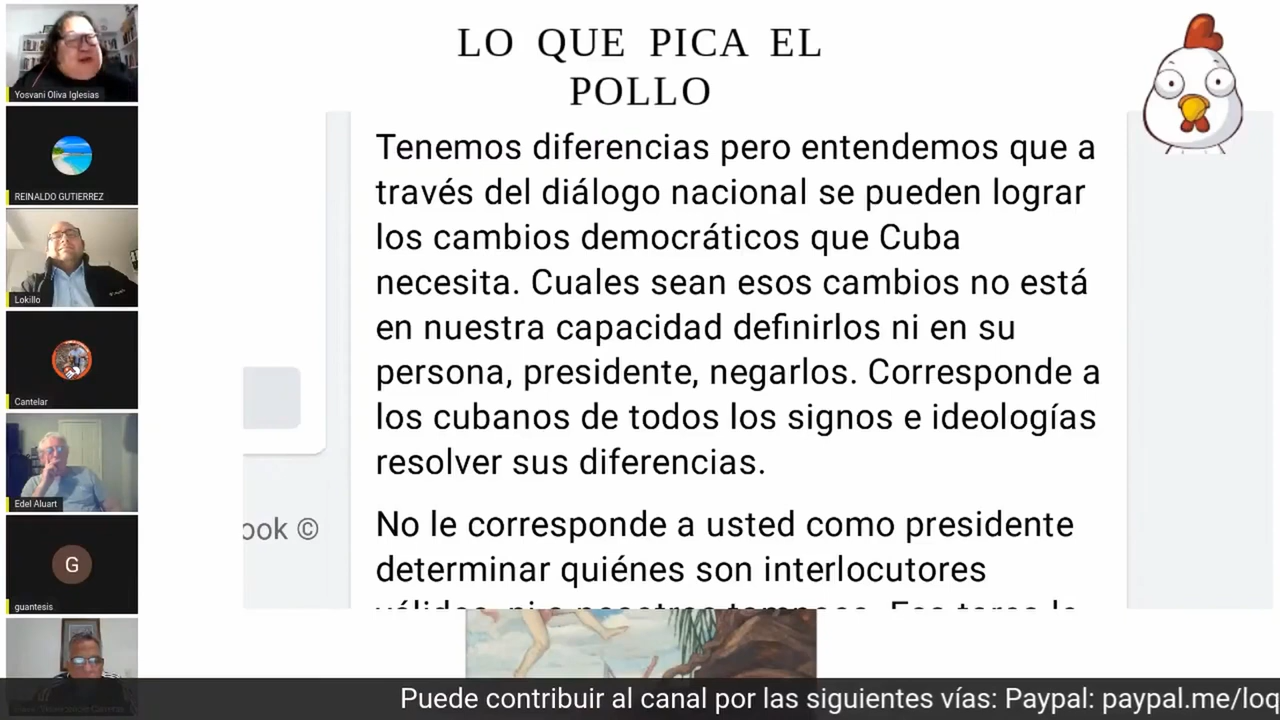 LO QUE PICA EL
POLLO
Tenemos diferencias pero entendemos que a
través del diálogo nacional se pueden lograr
los cambios democráticos que Cuba
necesita. Cuales sean esos cambios no está
en nuestra capacidad definirlos ni en su
persona, presidente, negarlos. Corresponde a
los cubanos de todos los signos e ideologías
resolver sus diferencias.
No le corresponde a usted como presidente
determinar quiénes son interlocutores
ook ©
Yosvani Oliva Iglesias
REINALDO GUTIERREZ
Lokillo
Cantelar
Edel Aluart
G
guantesis
Puede contribuir al canal por las siguientes vías: Paypal: paypal.me/loq